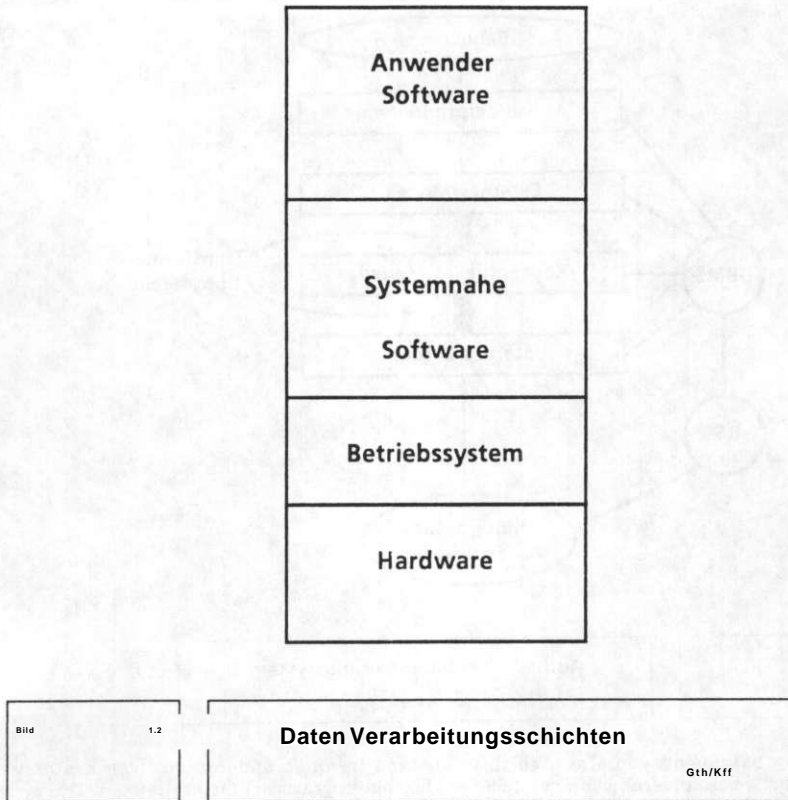 Anwender
Software
Systemnahe
Software
Betriebssystem
Hardware
Bild 1.2
Daten Verarbeitungsschichten
Gth/Kff